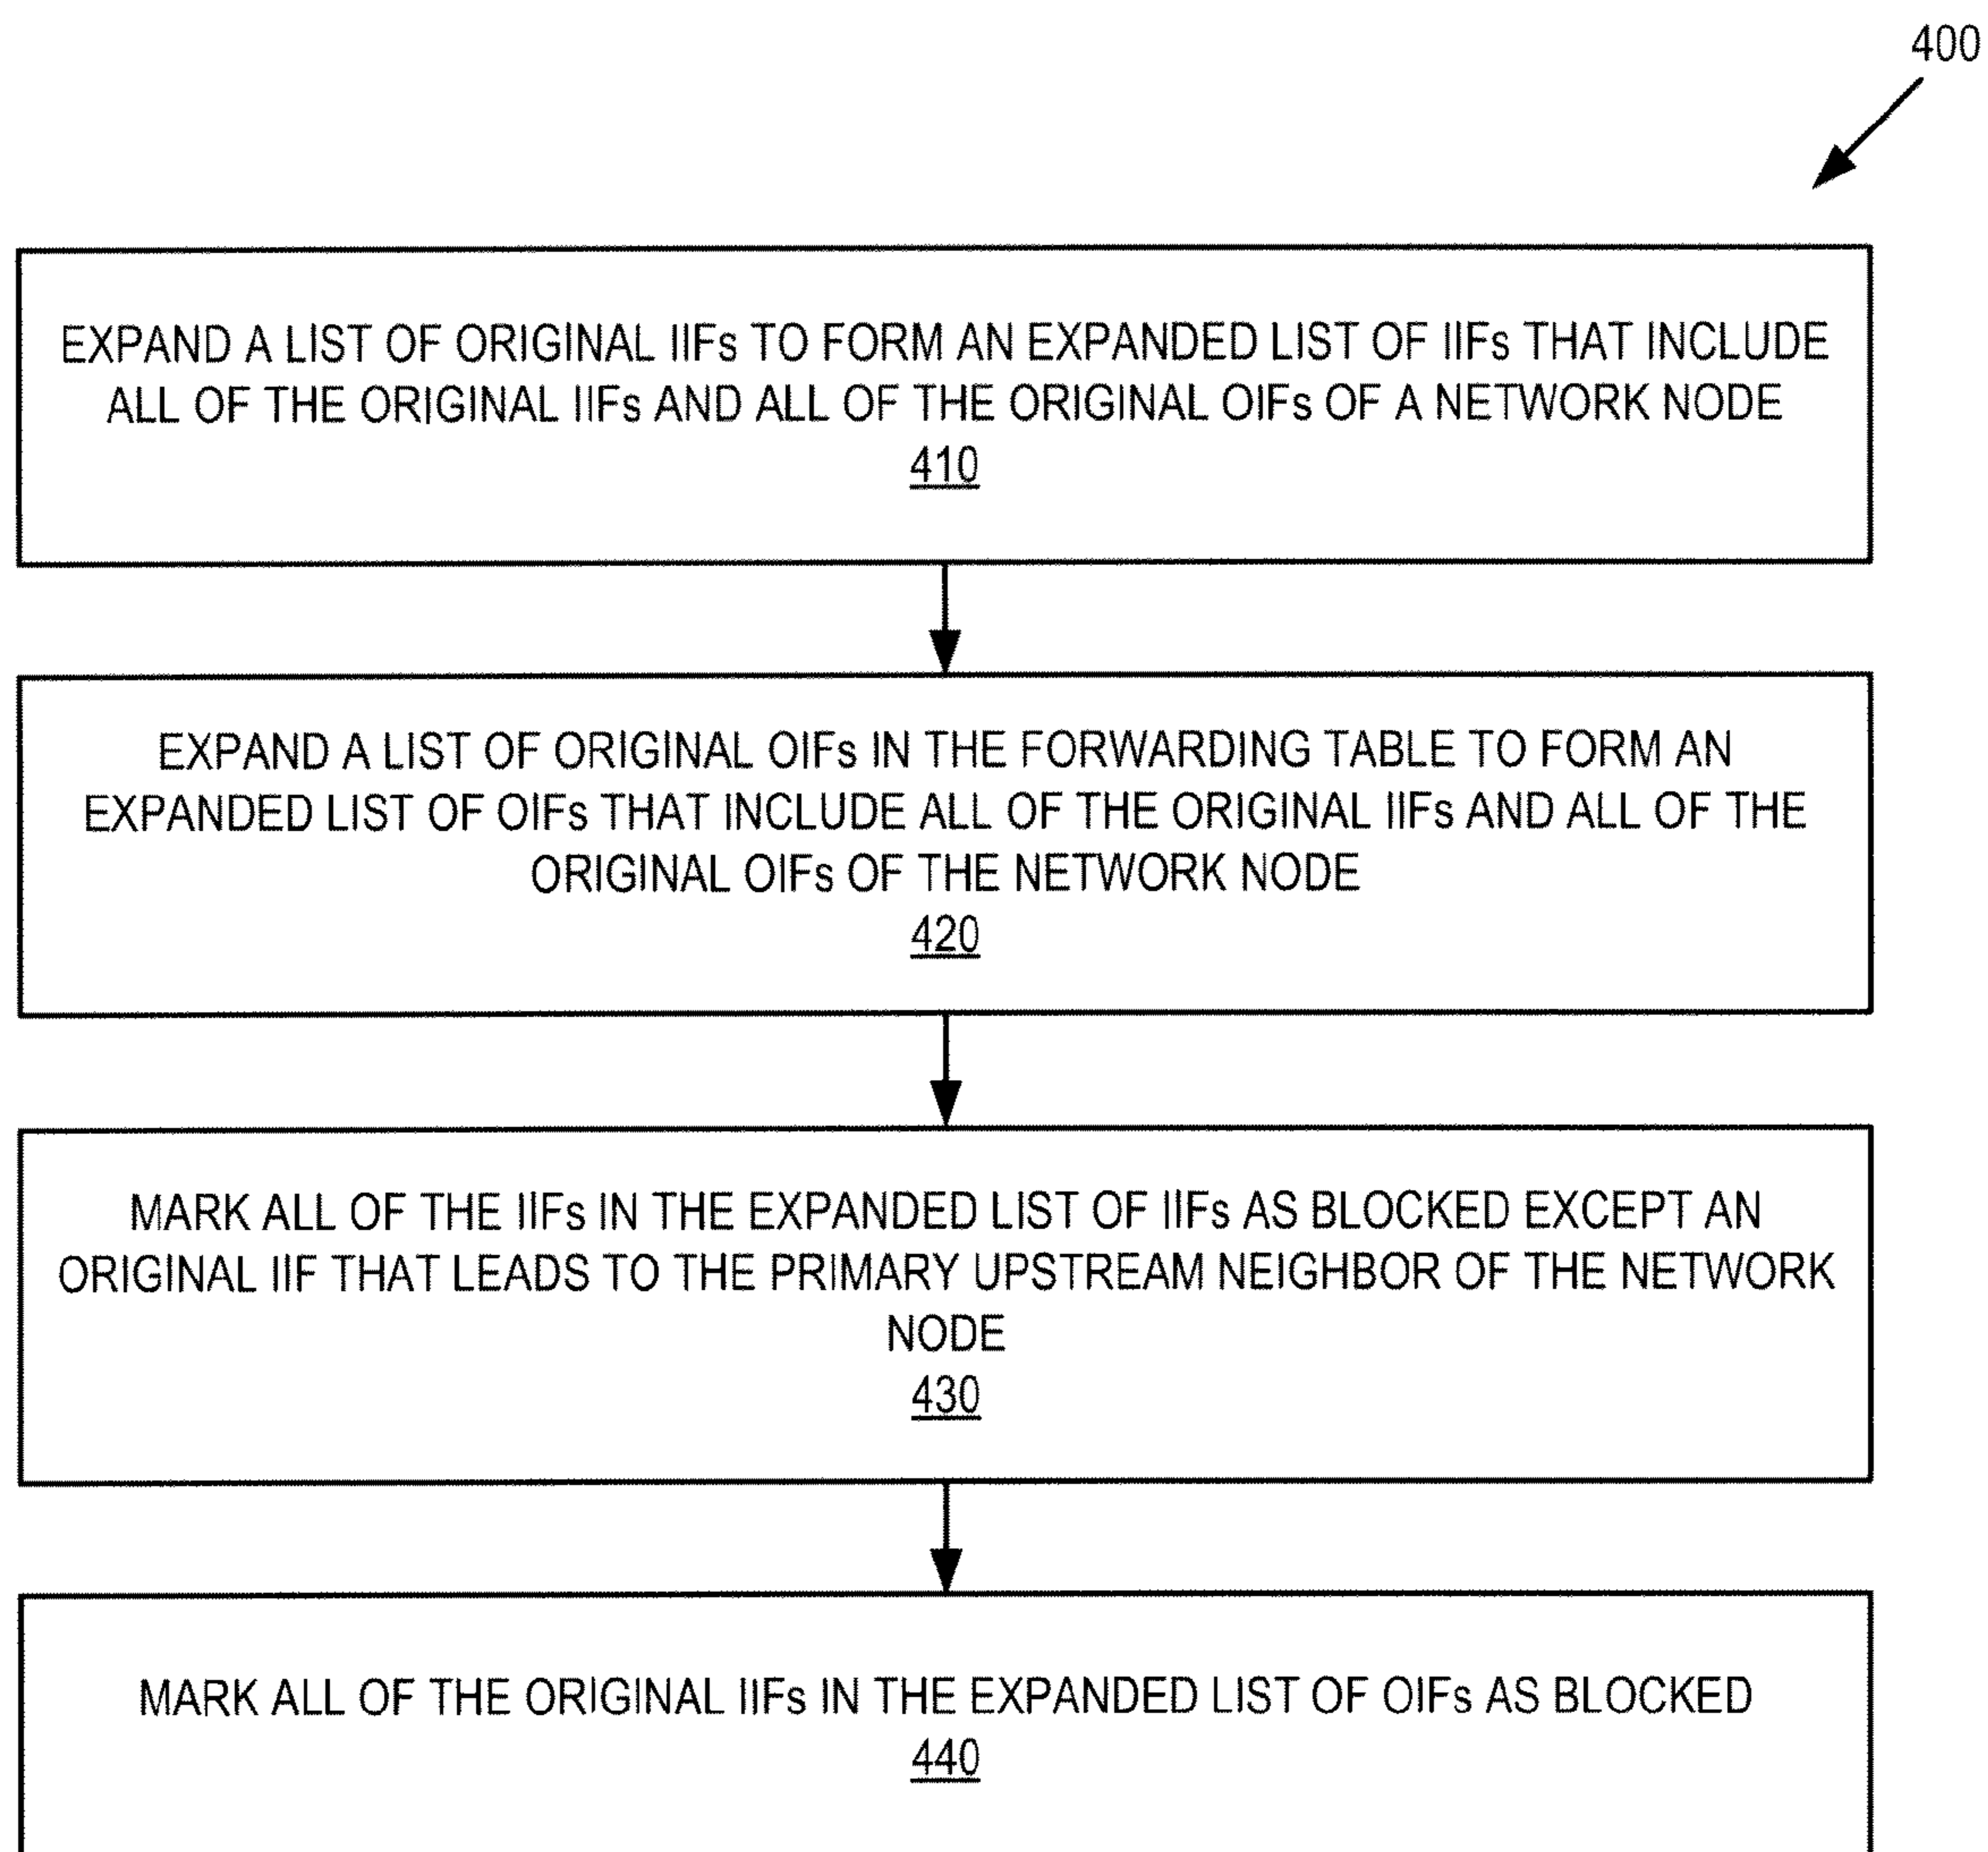 400
EXPAND A LIST OF ORIGINAL IIFs TO FORM AN EXPANDED LIST OF IIFs THAT INCLUDE
ALL OF THE ORIGINAL IIFs AND ALL OF THE ORIGINAL OIFs OF A NETWORK NODE
410
EXPAND A LIST OF ORIGINAL OIFs IN THE FORWARDING TABLE TO FORM AN
EXPANDED LIST OF OIFs THAT INCLUDE ALL OF THE ORIGINAL IIFs AND ALL OF THE
ORIGINAL OIFs OF THE NETWORK NODE
420
MARK ALL OF THE IIFs IN THE EXPANDED LIST OF IIFs AS BLOCKED EXCEPT AN
ORIGINAL IIF THAT LEADS TO THE PRIMARY UPSTREAM NEIGHBOR OF THE NETWORK
NODE
430
MARK ALL OF THE ORIGINAL IIFs IN THE EXPANDED LIST OF OIFs AS BLOCKED
440